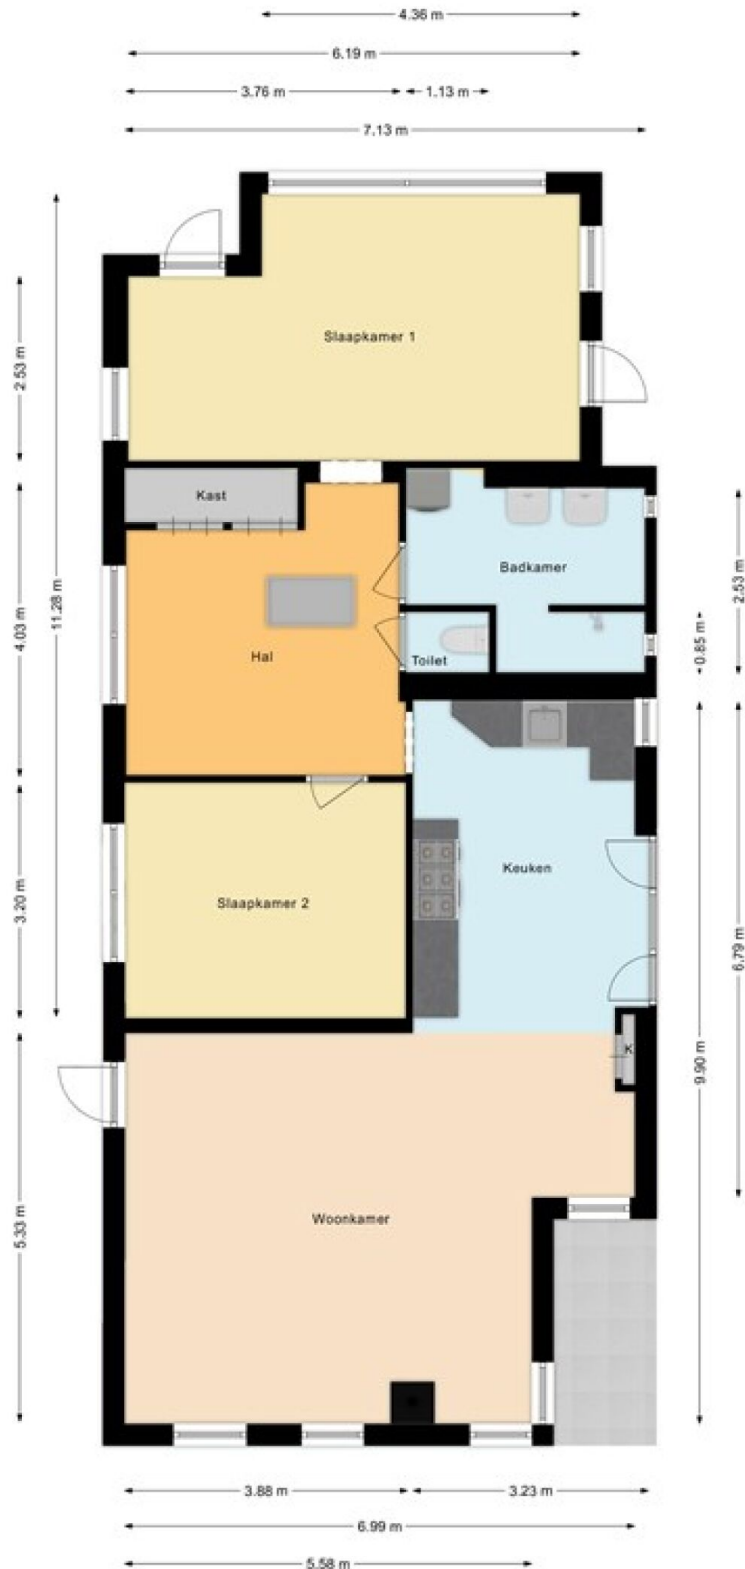 4.36 m
6.19 m
3.76 m
1.13 m
7.13 m
Slaapkamer 1
2.53 m
Kast
4.03 m
11.28 m
Badkamer
2.53 m
Hal
Toilet
0.85 m
Keuken
Slaapkamer 2
3.20 m
6.79 m
K
9.90 m
Woonkamer
5.33 m
3.88 m
3.23 m
6.99 m
5.58 m